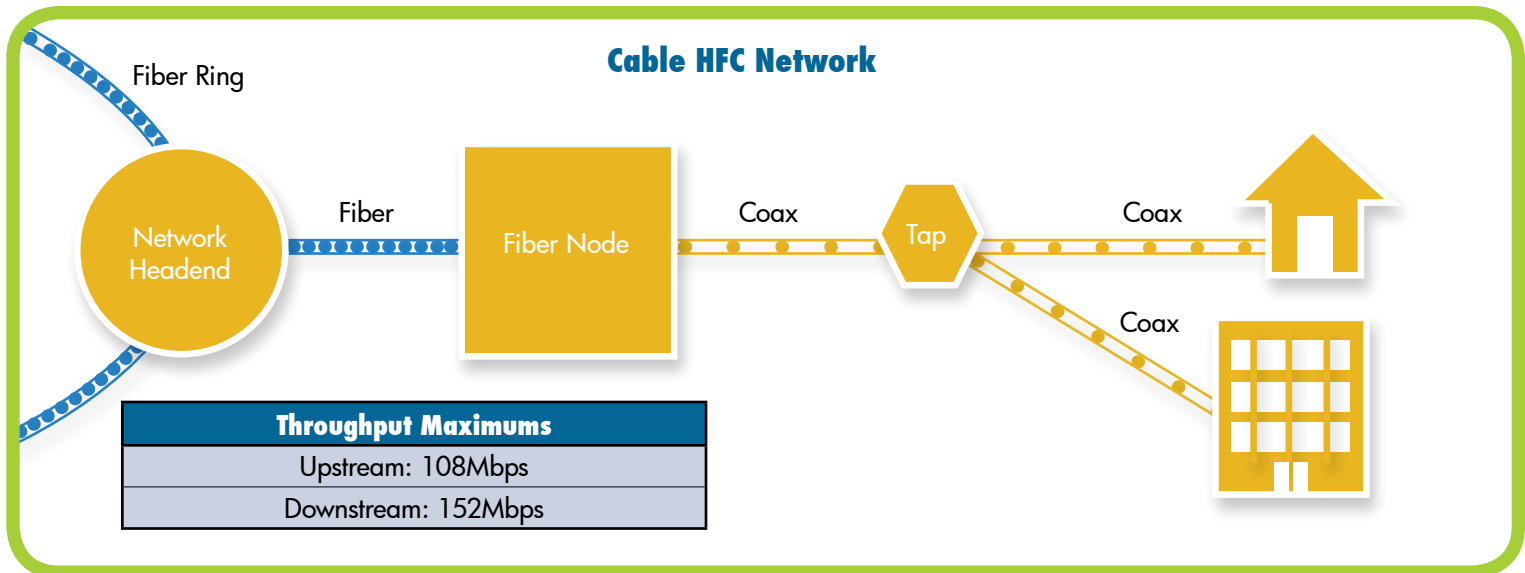 Cable HFC Network
Fiber Ring
Network
Headend
Fiber
Fiber Node
Coax
Tap
Coax
Coax
Throughput Maximums
Upstream: 108Mbps
Downstream: 152Mbps